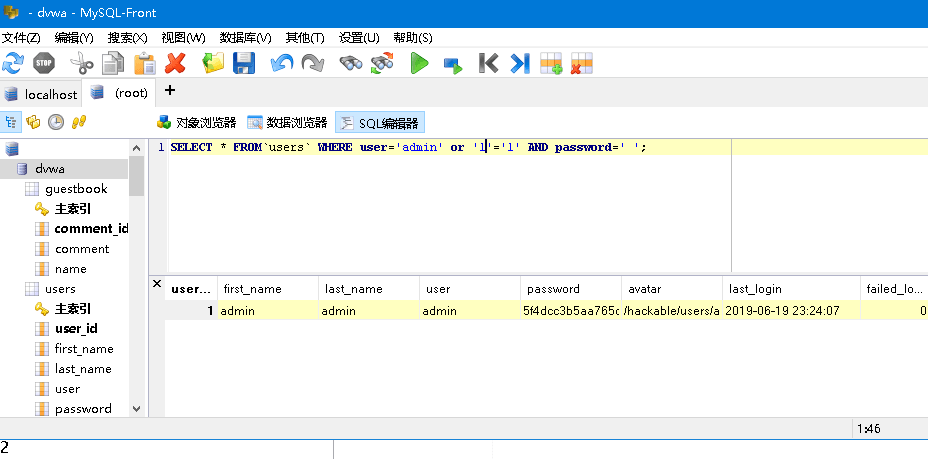 - dvwa - MySQL-Front
文件(Z) 编辑(Y) 搜索(X) 视图(W) 数据库(V) 其他(T) 设置(U) 帮助(S)
STOP
localhost (root) +
对象浏览器 数据浏览器 SQL编辑器
1 SELECT * FROM`users` WHERE user='admin' or '1'='1' AND password=' ';
dvwa
guestbook
主索引
comment_id
comment
name
users
主索引
user_id
first_name
last_name
user
password
user... first_name last_name user password avatar last_login failed_lo...
1 admin admin admin 5f4dcc3b5aa765c /hackable/users/a 2019-06-19 23:24:07 0
1:46
2